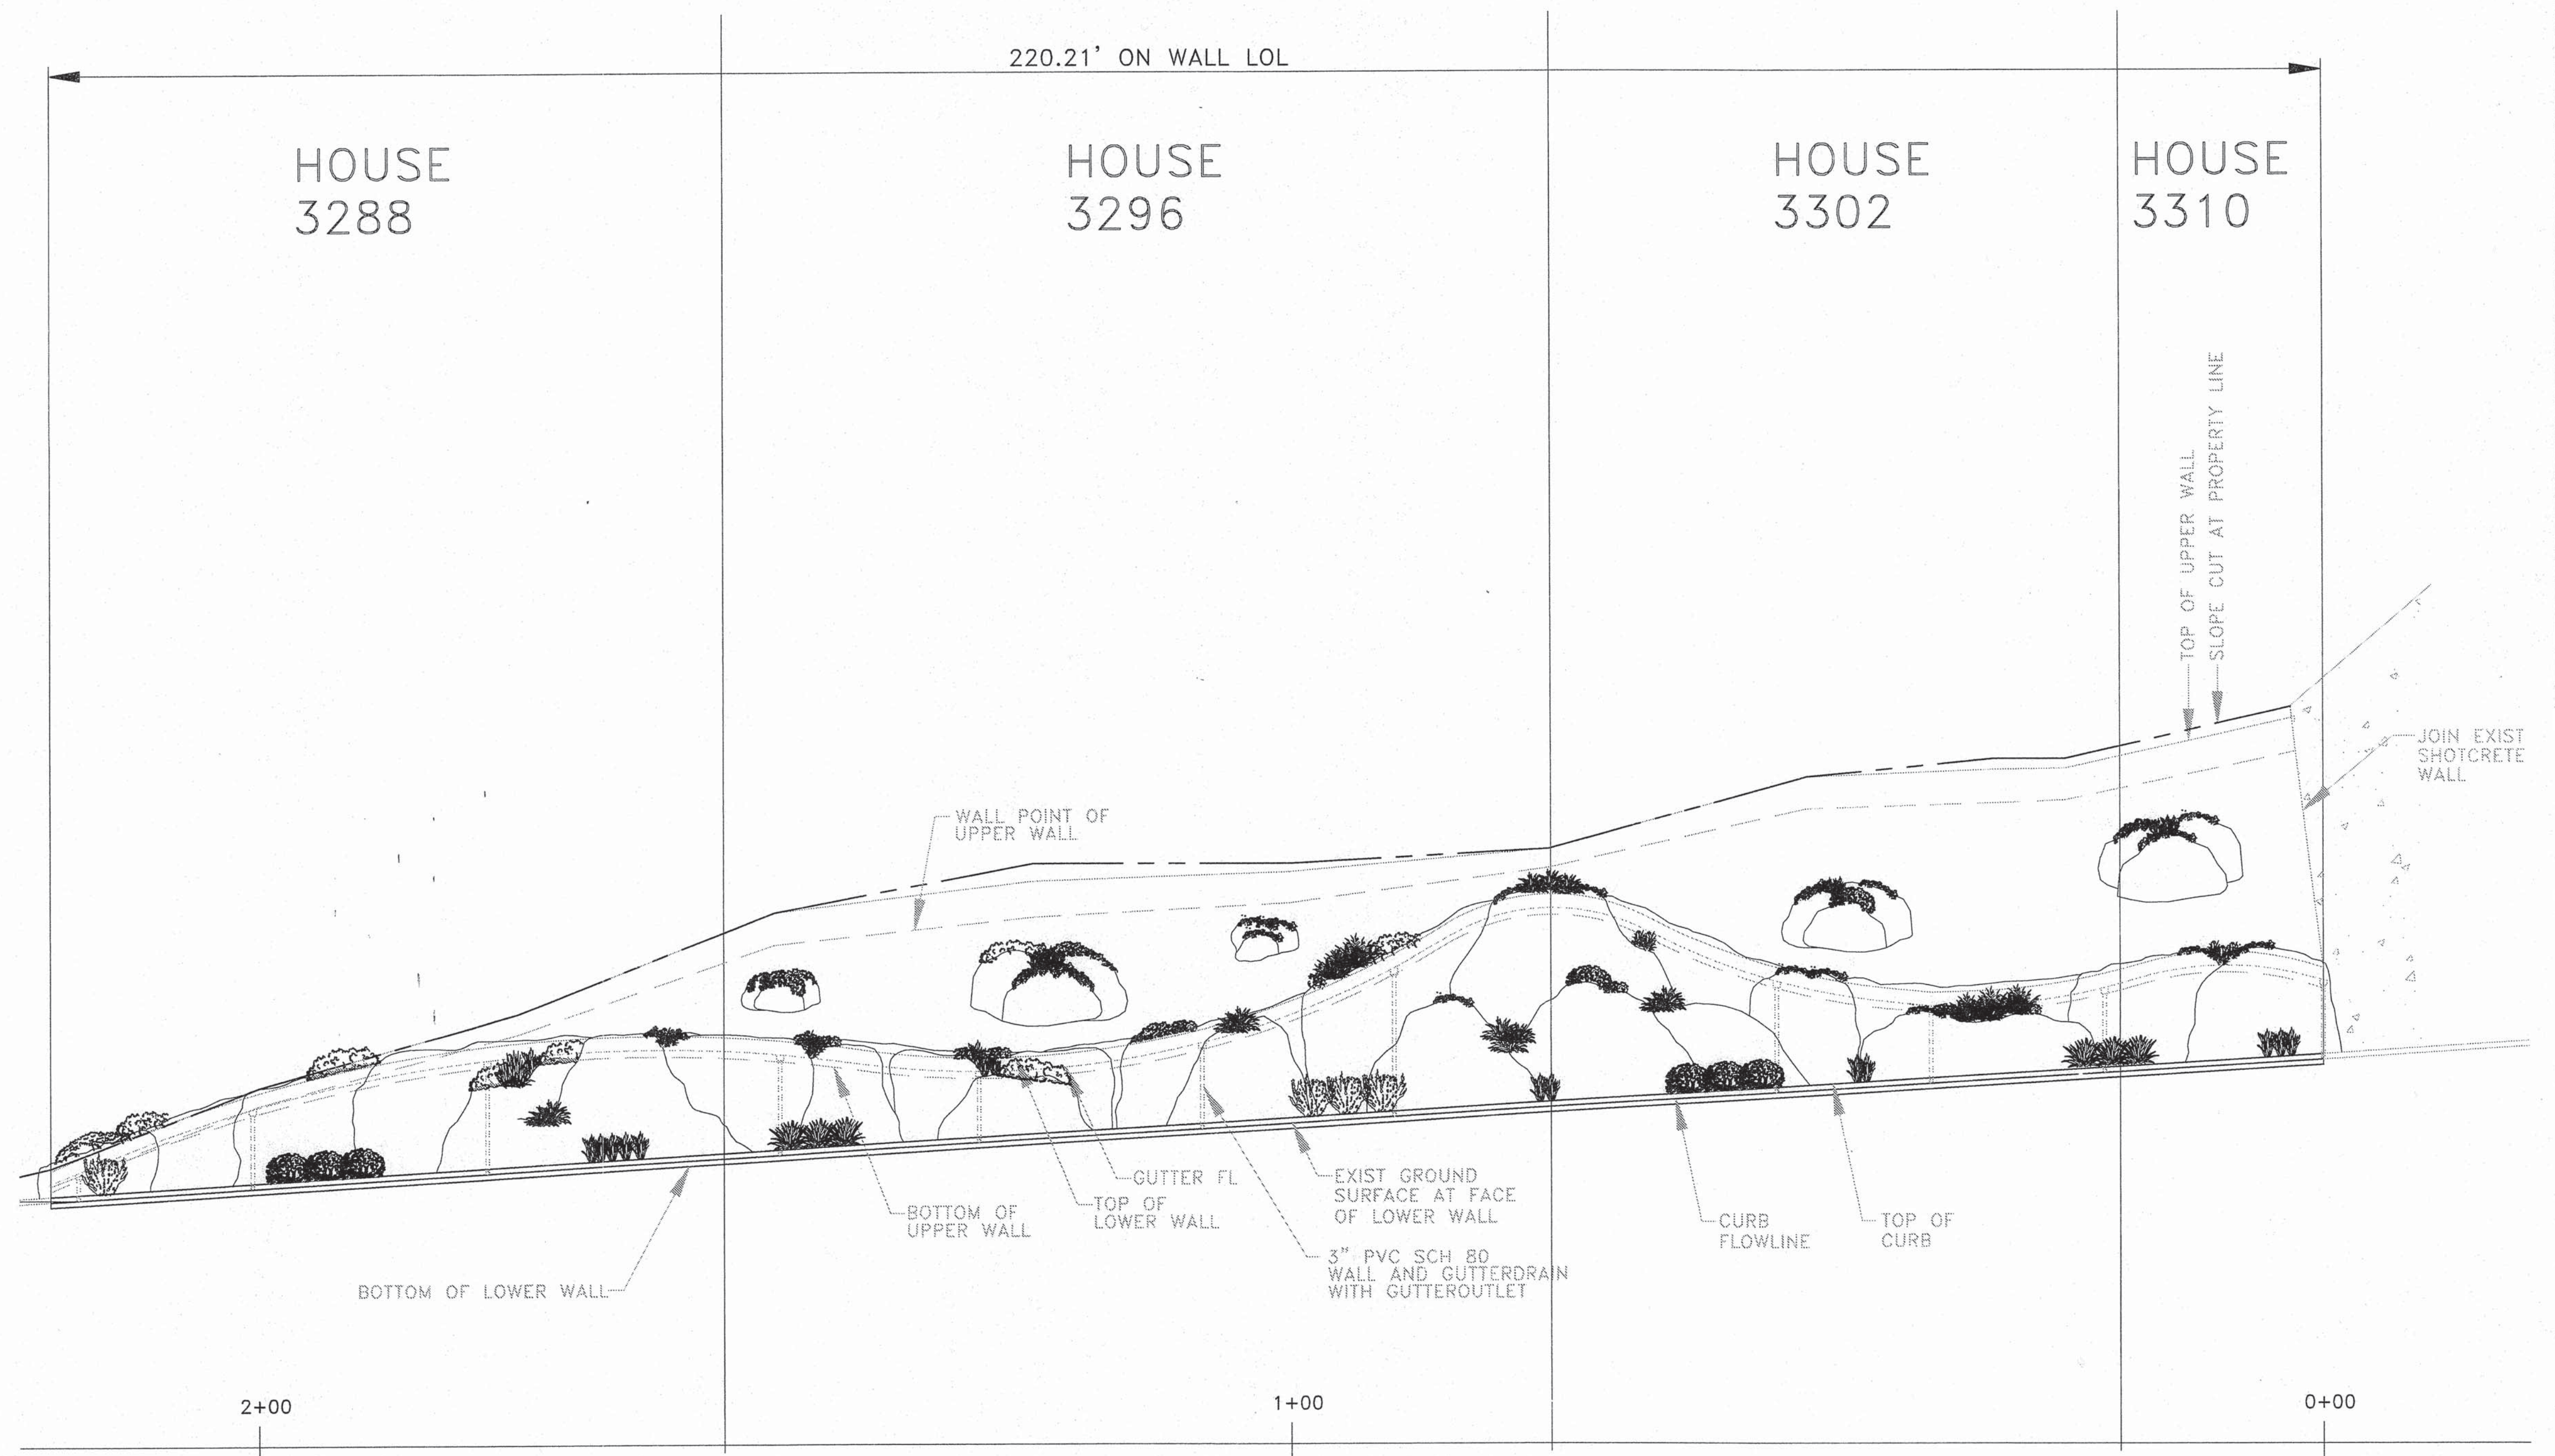 220.21' ON WALL LOL
HOUSE
3288
HOUSE
3296
HOUSE
3302
HOUSE
3310
TOP OF UPPER WALL
SLOPE CUT AT PROPERTY LINE
JOIN EXIST
SHOTCRETE
WALL
WALL POINT OF
UPPER WALL
GUTTER FL
TOP OF
LOWER WALL
BOTTOM OF
UPPER WALL
BOTTOM OF LOWER WALL
EXIST GROUND
SURFACE AT FACE
OF LOWER WALL
3" PVC SCH 80
WALL AND GUTTERDRAIN
WITH GUTTEROUTLET
CURB
FLOWLINE
TOP OF
CURB
2+00
1+00
0+00